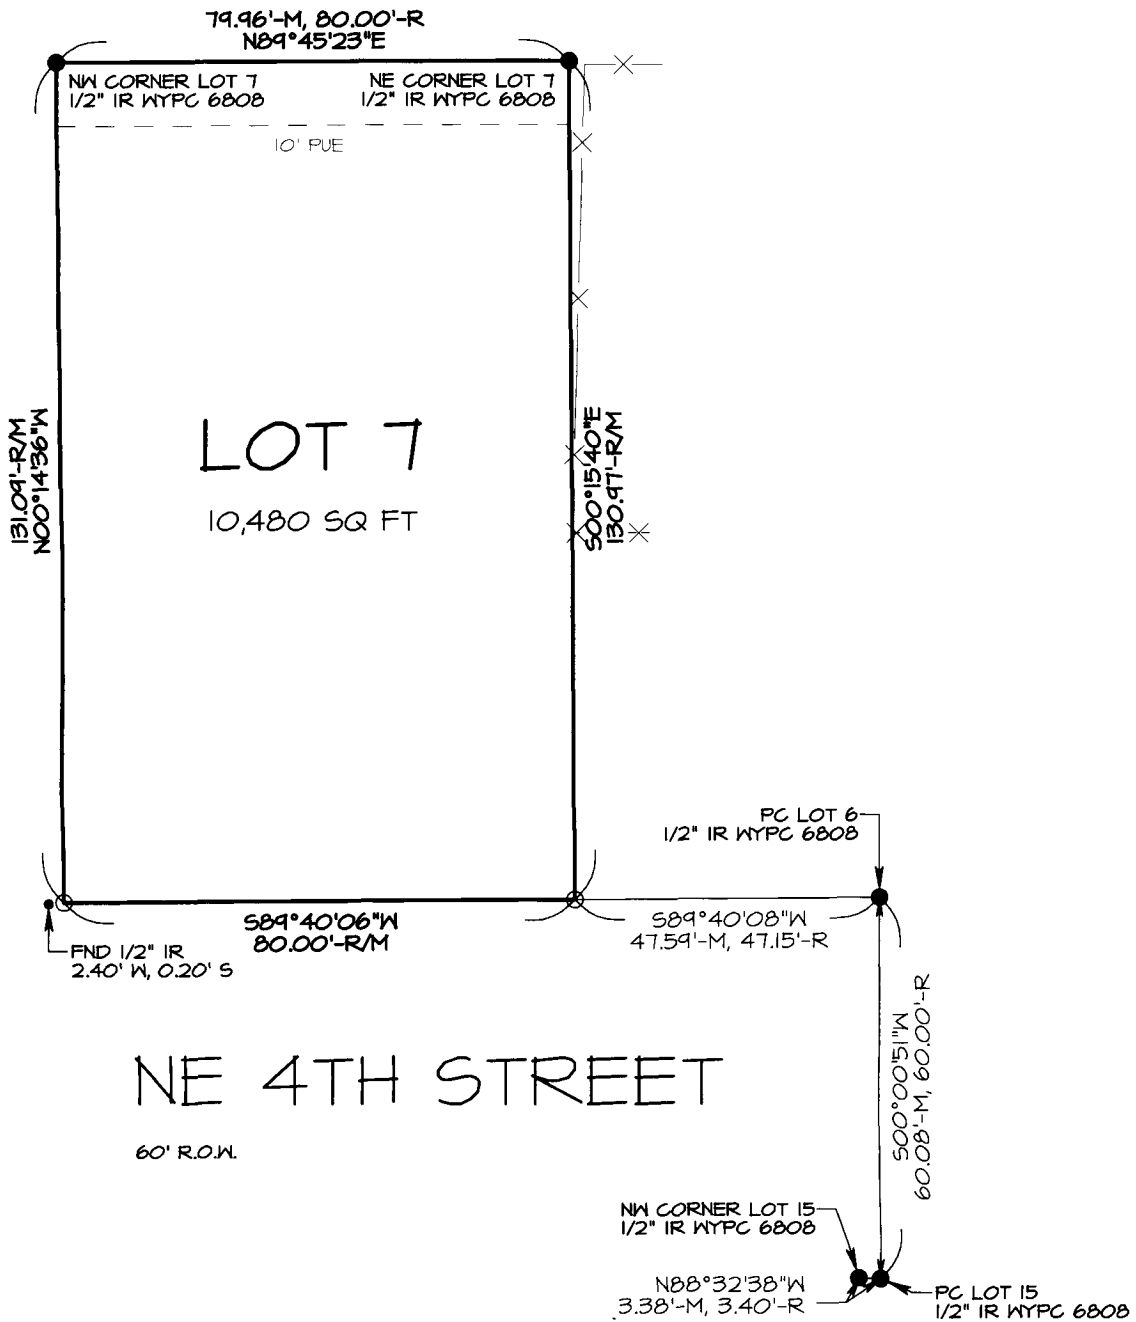 79.96'-M, 80.00'-R
N89°45'23"E
NW CORNER LOT 7
1/2" IR WYPC 6808
NE CORNER LOT 7
1/2" IR WYPC 6808
10' PUE
131.09'-R/M
N00°14'36"W
LOT 7
10,480 SQ FT
S00°15'40"E
130.97'-R/M
PC LOT 6
1/2" IR WYPC 6808
S89°40'06"W
80.00'-R/M
S89°40'08"W
47.59'-M, 47.15'-R
FND 1/2" IR
2.40' W, 0.20' S
S00°00'51"W
60.08'-M, 60.00'-R
NE 4TH STREET
60' R.O.W.
NW CORNER LOT 15
1/2" IR WYPC 6808
N88°32'38"W
3.38'-M, 3.40'-R
PC LOT 15
1/2" IR WYPC 6808